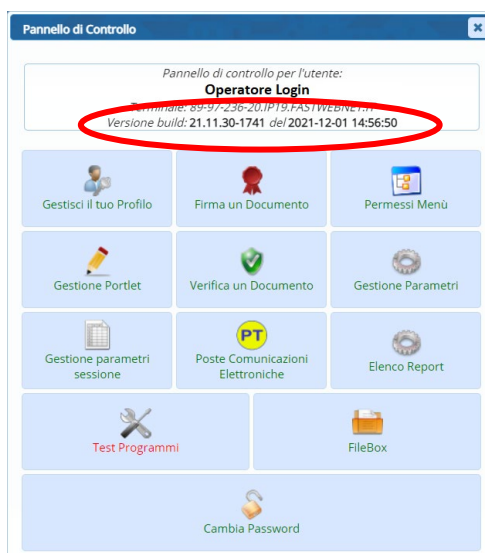 Pannello di Controllo
Pannello di controllo per l'utente:
Operatore Login
Terminale: 89-97-236-20.IP19.FASTWEBNET.IT
Versione build: 21.11.30-1741 del 2021-12-01 14:56:50
Gestisci il tuo Profilo
Firma un Documento
Permessi Menù
Gestione Portlet
Verifica un Documento
Gestione Parametri
Gestione parametri
sessione
PT
Poste Comunicazioni
Elettroniche
Elenco Report
Test Programmi
FileBox
Cambia Password